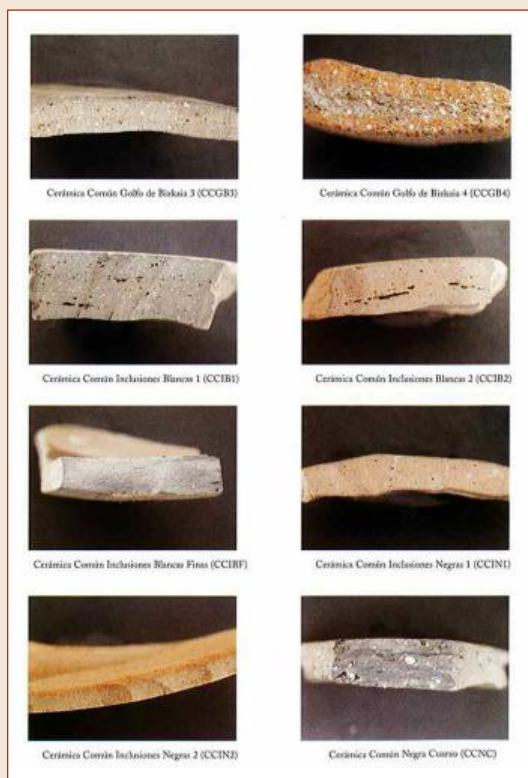 Cerámica Común Golfo de Bizkaia 3 (CCGB3)
Cerámica Común Golfo de Bizkaia 4 (CCGB4)
Cerámica Común Inclusiones Blancas 1 (CCIB1)
Cerámica Común Inclusiones Blancas 2 (CCIB2)
Cerámica Común Inclusiones Blancas Finas (CCIBF)
Cerámica Común Inclusiones Negras 1 (CCIN1)
Cerámica Común Inclusiones Negras 2 (CCIN2)
Cerámica Común Negra Cuarzo (CCNC)